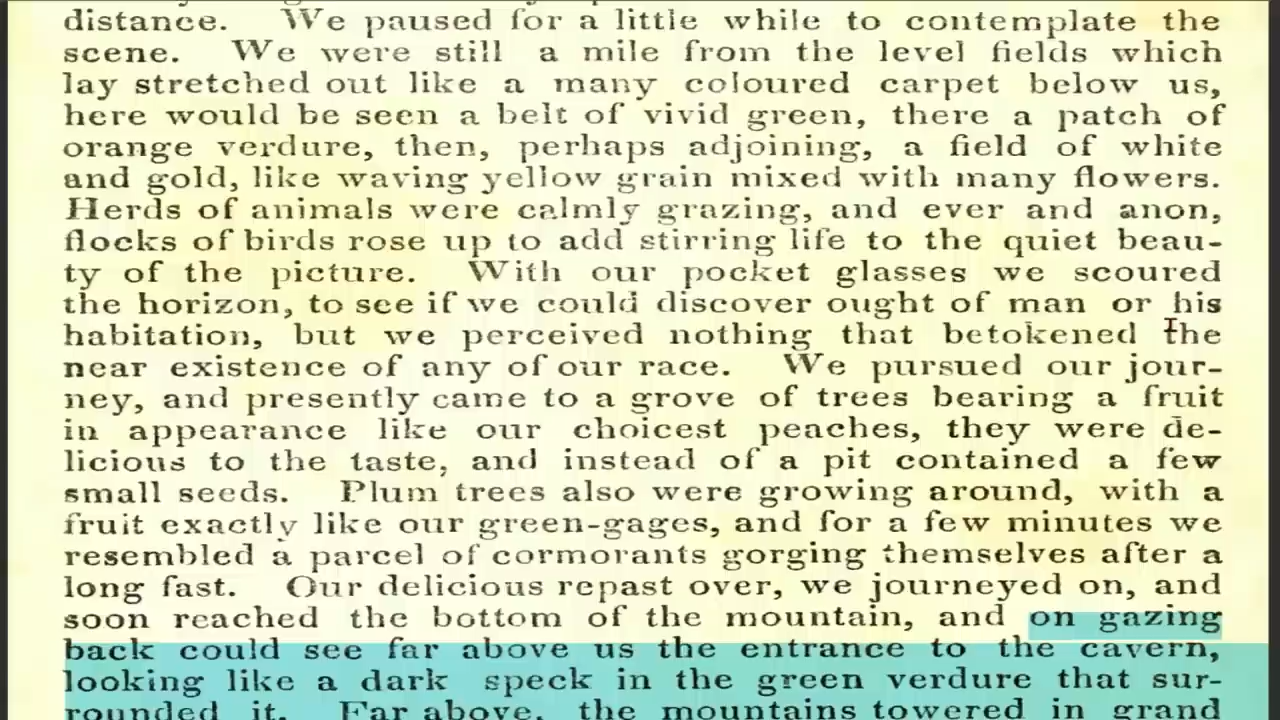 distance. We paused for a little while to contemplate the
scene. We were still a mile from the level fields which
lay stretched out like a many coloured carpet below us,
here would be seen a belt of vivid green, there a patch of
orange verdure, then, perhaps adjoining, a field of white
and gold, like waving yellow grain mixed with many flowers.
Herds of animals were calmly grazing, and ever and anon,
flocks of birds rose up to add stirring life to the quiet beau-
ty of the picture. With our pocket glasses we scoured
the horizon, to see if we could discover ought of man or his
habitation, but we perceived nothing that betokened the
near existence of any of our race. We pursued our jour-
ney, and presently came to a grove of trees bearing a fruit
in appearance like our choicest peaches, they were de-
licious to the taste, and instead of a pit contained a few
small seeds. Plum trees also were growing around, with a
fruit exactly like our green-gages, and for a few minutes we
resembled a parcel of cormorants gorging themselves after a
long fast. Our delicious repast over, we journeyed on, and
soon reached the bottom of the mountain, and on gazing
back could see far above us the entrance to the cavern,
looking like a dark speck in the green verdure that sur-
rounded it. Far above, the mountains towered in grand